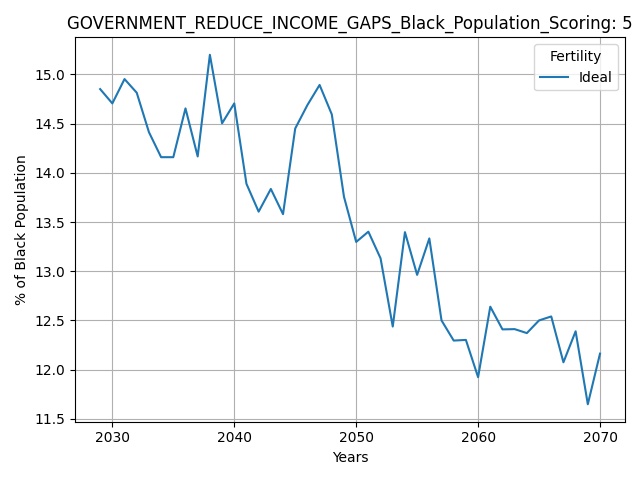 GOVERNMENT_REDUCE_INCOME_GAPS_Black_Population_Scoring: 5
Fertility
Ideal
% of Black Population
15.0
14.5
14.0
13.5
13.0
12.5
12.0
11.5
2030 2040 2050 2060 2070
Years